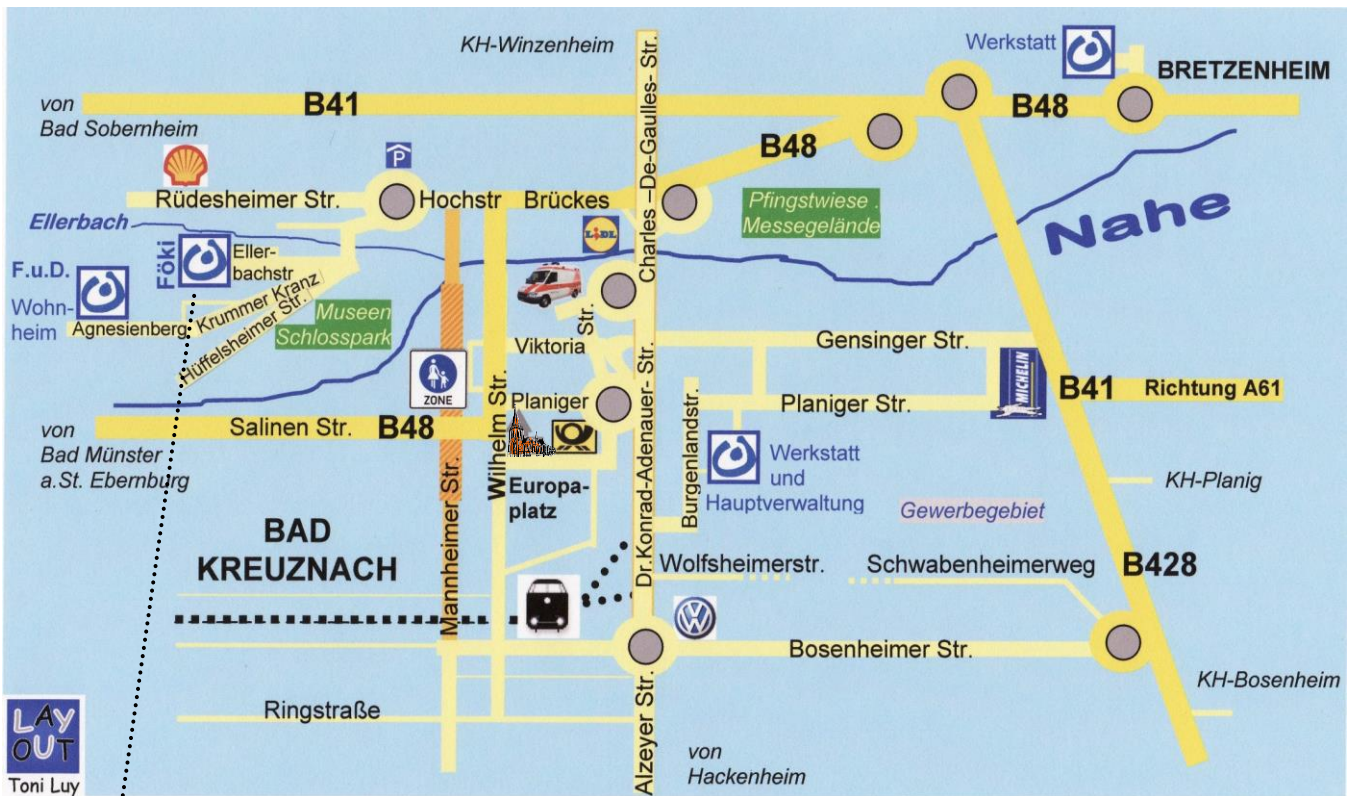 KH-Winzenheim
Werkstatt
BRETZENHEIM
von
Bad Sobernheim
B41
B48
B48
P
Rüdesheimer Str.
Hochstr
Brückes
Charles –De-Gaulles- Str.
Pfingstwiese .
Messegelände
Nahe
Ellerbach
LiDL
Föki
Eller-
bachstr
F.u.D.
Wohn-
heim
Agnesienberg
Krummer Kranz
Hüffelsheimer Str.
Museen
Schlosspark
Str.
Viktoria
Gensinger Str.
ZONE
Planiger
Planiger Str.
MICHELIN
B41
Richtung A61
von
Bad Münster
a.St. Ebernburg
Salinen Str.
B48
Wilhelm Str.
Dr.Konrad-Adenauer- Str.
Burgenlandstr.
Werkstatt
und
Hauptverwaltung
KH-Planig
Gewerbegebiet
Europa-
platz
BAD
KREUZNACH
Mannheimer Str.
Wolfsheimerstr.
Schwabenheimerweg
B428
Bosenheimer Str.
KH-Bosenheim
Ringstraße
Alzeyer Str.
von
Hackenheim
LAY
OUT
Toni Luy